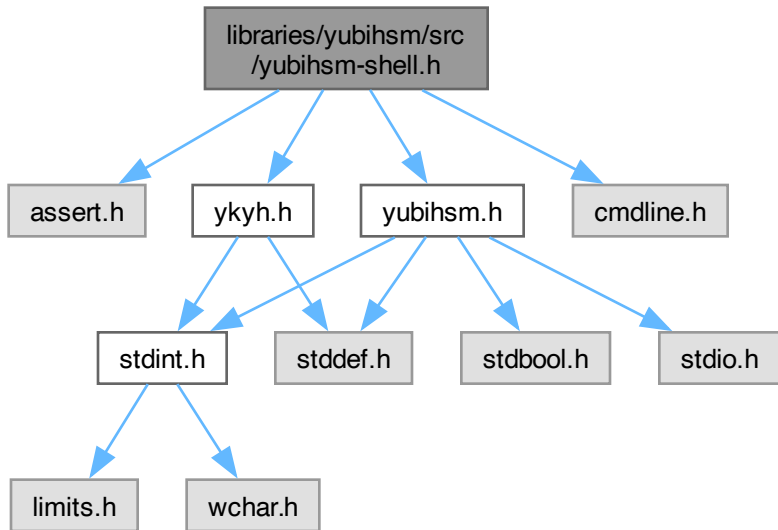 libraries/yubihsm/src
/yubihsm-shell.h
assert.h
ykyh.h
yubihsm.h
cmdline.h
stdint.h
stddef.h
stdbool.h
stdio.h
limits.h
wchar.h